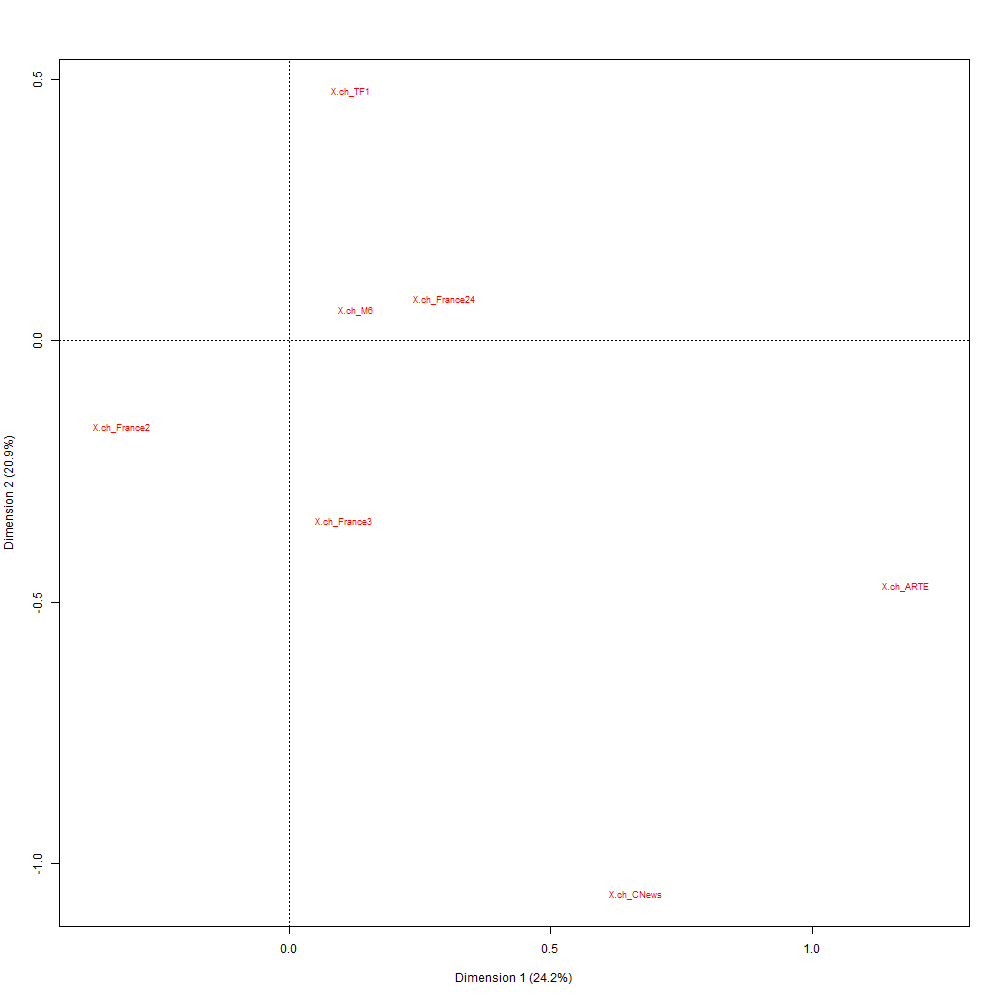 0.5
X.ch_TF1
X.ch_France24
X.ch_M6
0.0
X.ch_France2
Dimension 2 (20.9%)
X.ch_France3
X.ch_ARTE
-0.5
-1.0
X.ch_CNews
0.0
0.5
1.0
Dimension 1 (24.2%)